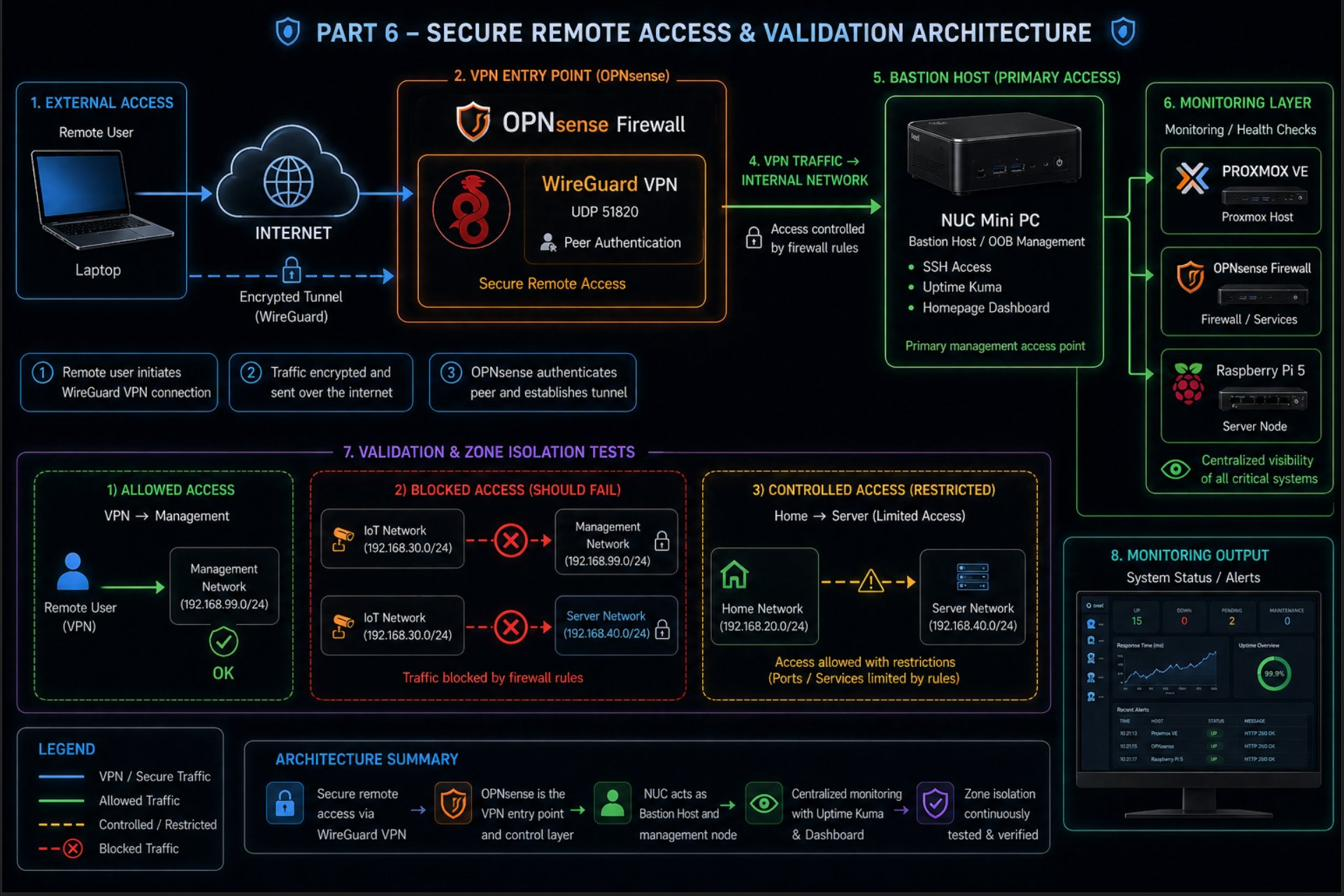 PART 6 – SECURE REMOTE ACCESS & VALIDATION ARCHITECTURE
1. EXTERNAL ACCESS
Remote User
Laptop
INTERNET
Encrypted Tunnel
(WireGuard)
2. VPN ENTRY POINT (OPNsense)
OPNsense Firewall
WireGuard VPN
UDP 51820
Peer Authentication
Secure Remote Access
4. VPN TRAFFIC →
INTERNAL NETWORK
Access controlled
by firewall rules
5. BASTION HOST (PRIMARY ACCESS)
NUC Mini PC
Bastion Host / OOB Management
• SSH Access
• Uptime Kuma
• Homepage Dashboard
Primary management access point
6. MONITORING LAYER
Monitoring / Health Checks
PROXMOX VE
Proxmox Host
OPNsense Firewall
Firewall / Services
Raspberry Pi 5
Server Node
Centralized visibility
of all critical systems
1 Remote user initiates
WireGuard VPN connection
2 Traffic encrypted and
sent over the internet
3 OPNsense authenticates
peer and establishes tunnel
7. VALIDATION & ZONE ISOLATION TESTS
1) ALLOWED ACCESS
VPN → Management
Remote User
(VPN)
Management
Network
(192.168.99.0/24)
OK
2) BLOCKED ACCESS (SHOULD FAIL)
IoT Network
(192.168.30.0/24)
Management
Network
(192.168.99.0/24)
IoT Network
(192.168.30.0/24)
Server Network
(192.168.40.0/24)
Traffic blocked by firewall rules
3) CONTROLLED ACCESS (RESTRICTED)
Home → Server (Limited Access)
Home Network
(192.168.20.0/24)
Server Network
(192.168.40.0/24)
Access allowed with restrictions
(Ports / Services limited by rules)
8. MONITORING OUTPUT
System Status / Alerts
UP
15
DOWN
0
PENDING
2
MAINTENANCE
0
Response Time (ms)
Uptime Overview
99.9%
Recent Alerts
TIME HOST STATUS MESSAGE
10:21:13 Proxmox VE UP HTTP 200 OK
10:21:15 OPNsense UP HTTP 200 OK
10:21:17 Raspberry Pi 5 UP HTTP 200 OK
LEGEND
VPN / Secure Traffic
Allowed Traffic
Controlled / Restricted
Blocked Traffic
ARCHITECTURE SUMMARY
Secure remote
access via
WireGuard VPN
OPNsense is the
VPN entry point
and control layer
NUC acts as
Bastion Host and
management node
Centralized monitoring
with Uptime Kuma
& Dashboard
Zone isolation
continuously
tested & verified